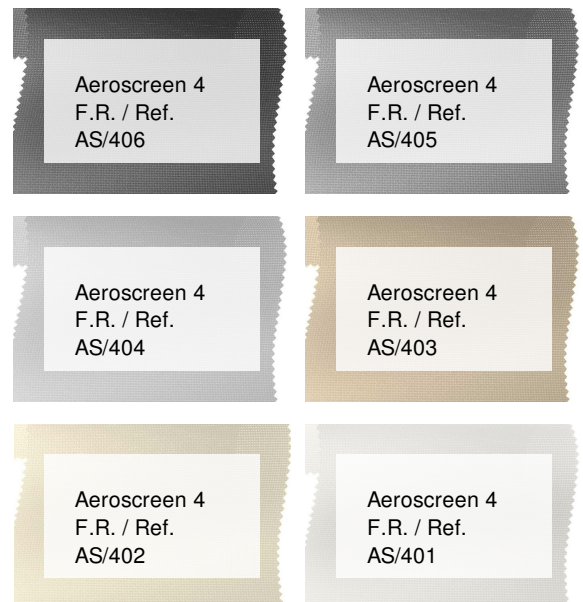 Aeroscreen 4
F.R. / Ref.
AS/406
Aeroscreen 4
F.R. / Ref.
AS/405
Aeroscreen 4
F.R. / Ref.
AS/404
Aeroscreen 4
F.R. / Ref.
AS/403
Aeroscreen 4
F.R. / Ref.
AS/402
Aeroscreen 4
F.R. / Ref.
AS/401